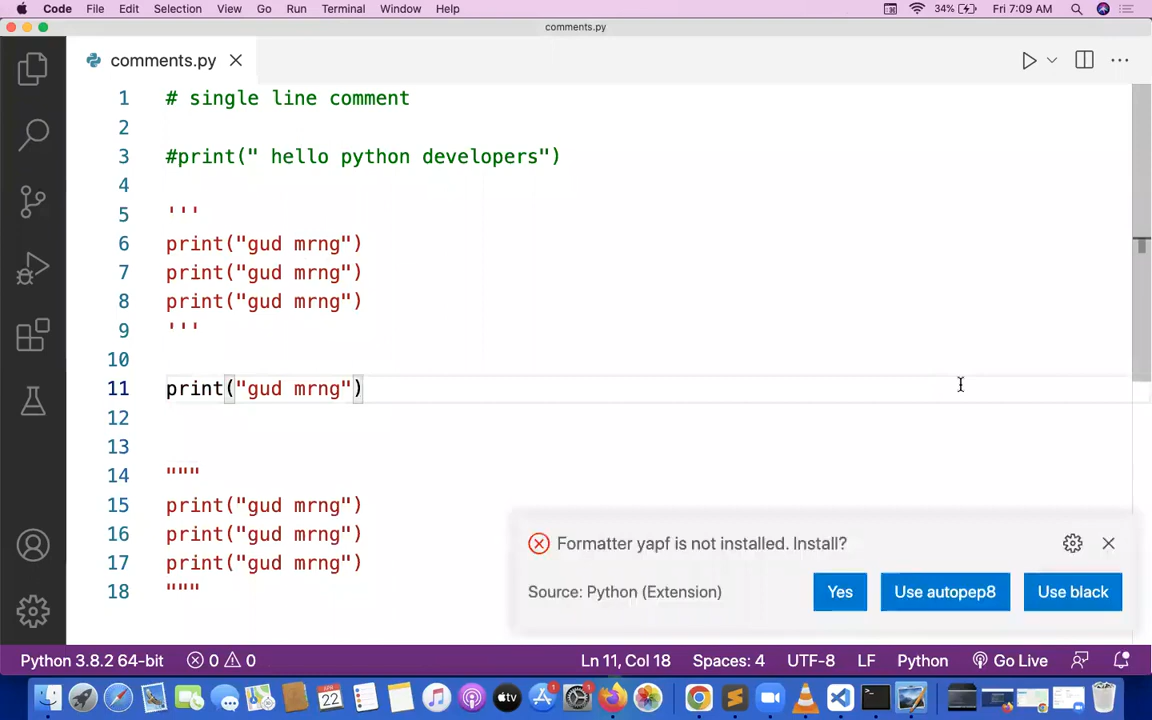 Code File Edit Selection View Go Run Terminal Window Help 34% Fri 7:09 AM
comments.py
comments.py
1 # single line comment
2
3 #print(" hello python developers")
4
5 '''
6 print("gud mrng")
7 print("gud mrng")
8 print("gud mrng")
9 '''
10
11 print("gud mrng")
12
13
14 """
15 print("gud mrng")
16 print("gud mrng")
17 print("gud mrng")
18 """
Formatter yapf is not installed. Install?
Source: Python (Extension) Yes Use autopep8 Use black
Python 3.8.2 64-bit 0 0 Ln 11, Col 18 Spaces: 4 UTF-8 LF Python Go Live
22 tv 1 1